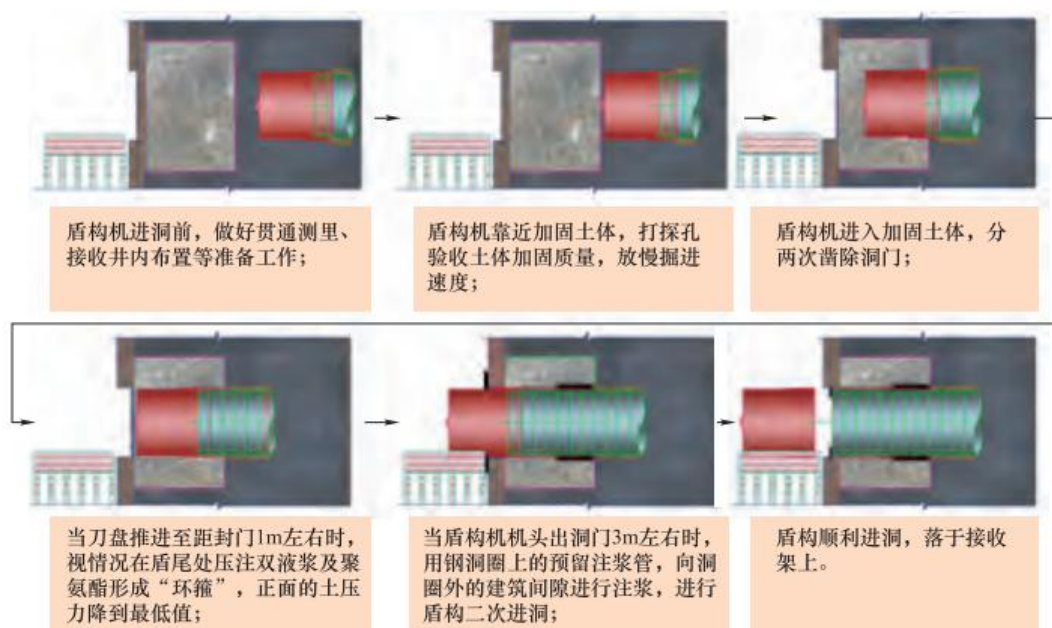 盾构机进洞前，做好贯通测里、
接收井内布置等准备工作；
盾构机靠近加固土体，打探孔
验收土体加固质量，放慢掘进
速度；
盾构机进入加固土体，分
两次凿除洞门；
当刀盘推进至距封门1m左右时，
视情况在盾尾处压注双液浆及聚
氨酯形成“环箍”，正面的土压
力降到最低值；
当盾构机机头出洞门3m左右时，
用钢洞圈上的预留注浆管，向洞
圈外的建筑间隙进行注浆，进行
盾构二次进洞；
盾构顺利进洞，落于接收
架上。